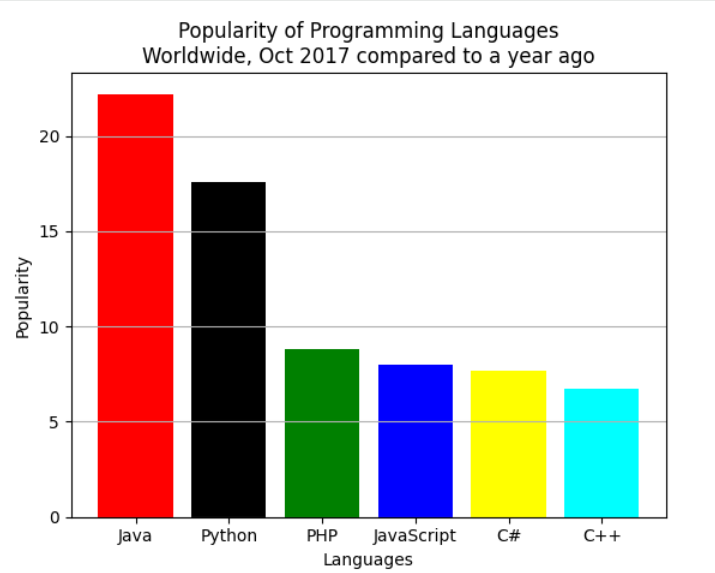 Popularity of Programming Languages
Worldwide, Oct 2017 compared to a year ago
20
15
10
5
0
Popularity
Java Python PHP JavaScript C# C++
Languages